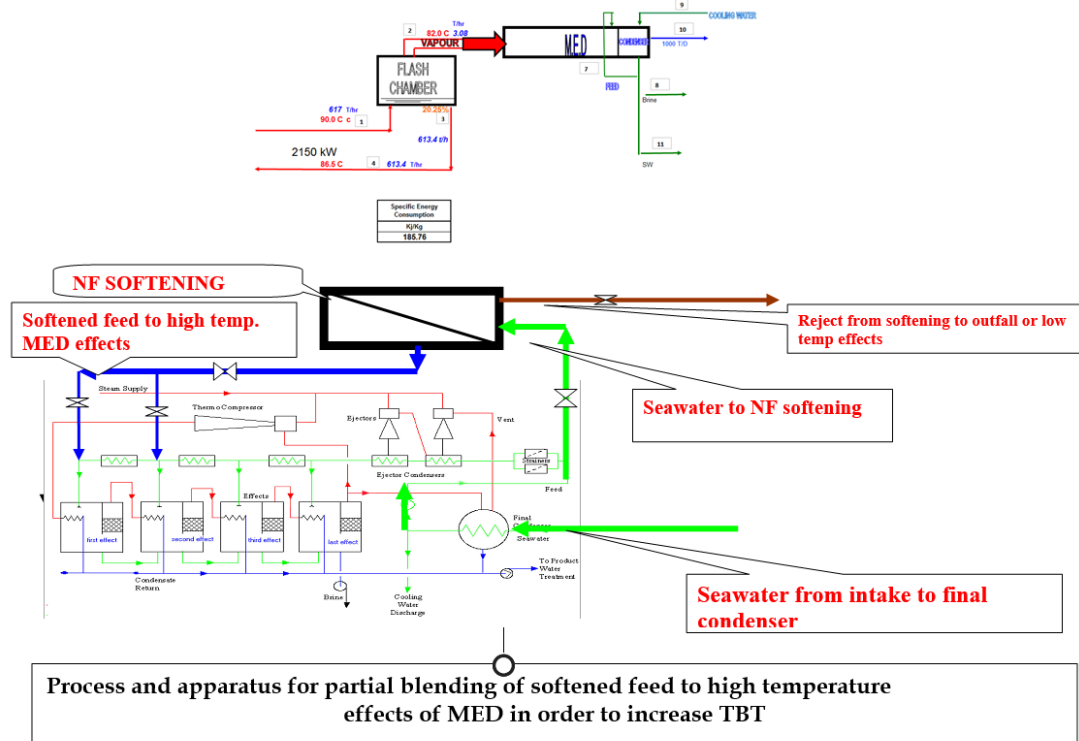 9
COOLING WATER
2
T/hr
82.0 C 3.08
VAPOUR
M.E.D
CONDENSER
10
1000 T/D
FLASH
CHAMBER
7
FEED
8
Brine
617 T/hr
20.25%
90.0 C c
1
3
613.4 t/h
11
SW
2150 kW
86.5 C
4
613.4 T/hr
Specific Energy
Consumption
Kj/Kg
185.76
NF SOFTENING
Softened feed to high temp.
MED effects
Reject from softening to outfall or low
temp effects
Steam Supply
Thermo Compressor
Ejectors
Vent
Seawater to NF softening
Strainers
Ejector Condensers
Feed
Effects
Final
Seawater
first effect
second effect
third effect
last effect
Condensate
Return
To Product
Water
Treatment
Brine
Cooling
Water
Discharge
Seawater from intake to final
condenser
Process and apparatus for partial blending of softened feed to high temperature
effects of MED in order to increase TBT